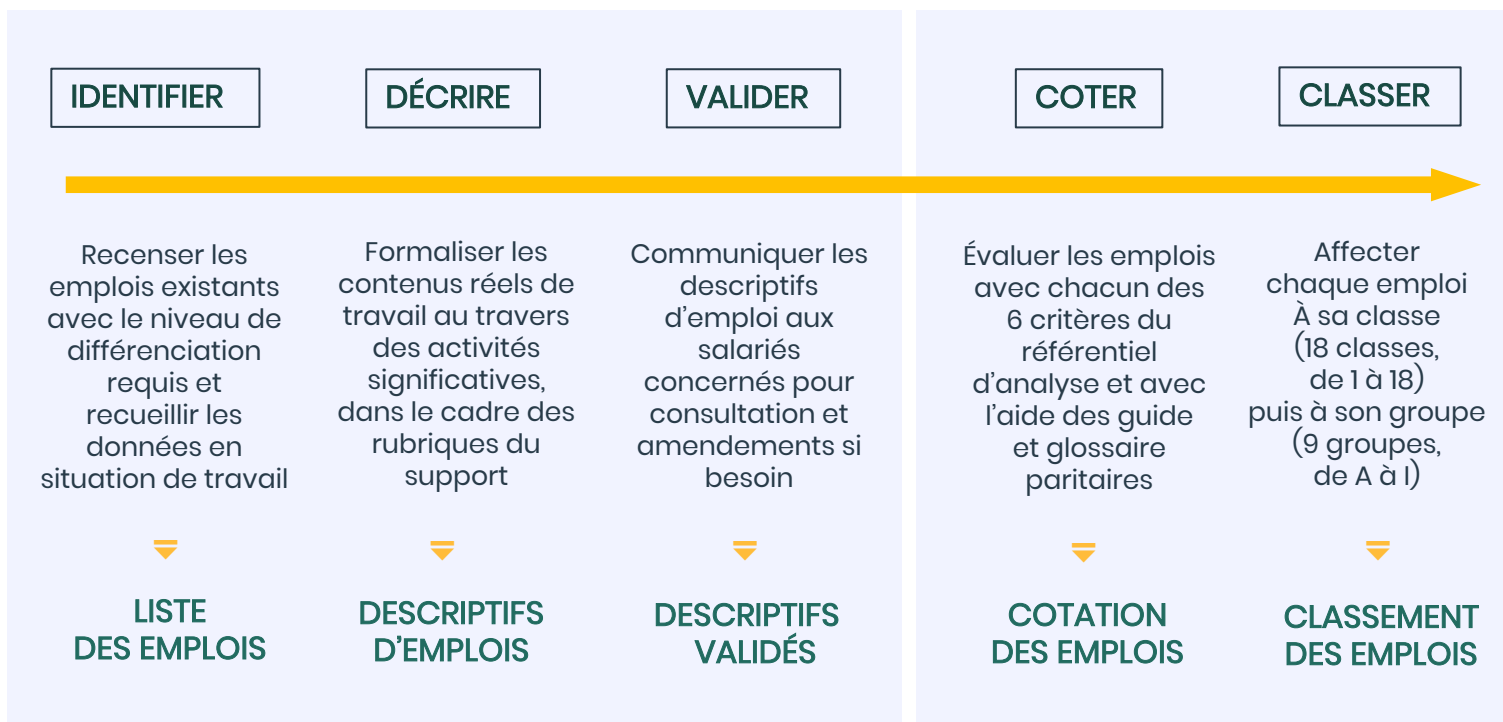 IDENTIFIER
DÉCRIRE
VALIDER
COTER
CLASSER
Recenser les
emplois existants
avec le niveau de
différenciation
requis et
recueillir les
données en
situation de travail
Formaliser les
contenus réels de
travail au travers
des activités
significatives,
dans le cadre des
rubriques du
support
Communiquer les
descriptifs
d'emploi aux
salariés
concernés pour
consultation et
amendements si
besoin
Évaluer les emplois
avec chacun des
6 critères du
référentiel
d'analyse et avec
l'aide des guide
et glossaire
paritaires
Affecter
chaque emploi
À sa classe
(18 classes,
de 1 à 18)
puis à son groupe
(9 groupes,
de A à I)
LISTE
DES EMPLOIS
DESCRIPTIFS
D'EMPLOIS
DESCRIPTIFS
VALIDÉS
COTATION
DES EMPLOIS
CLASSEMENT
DES EMPLOIS